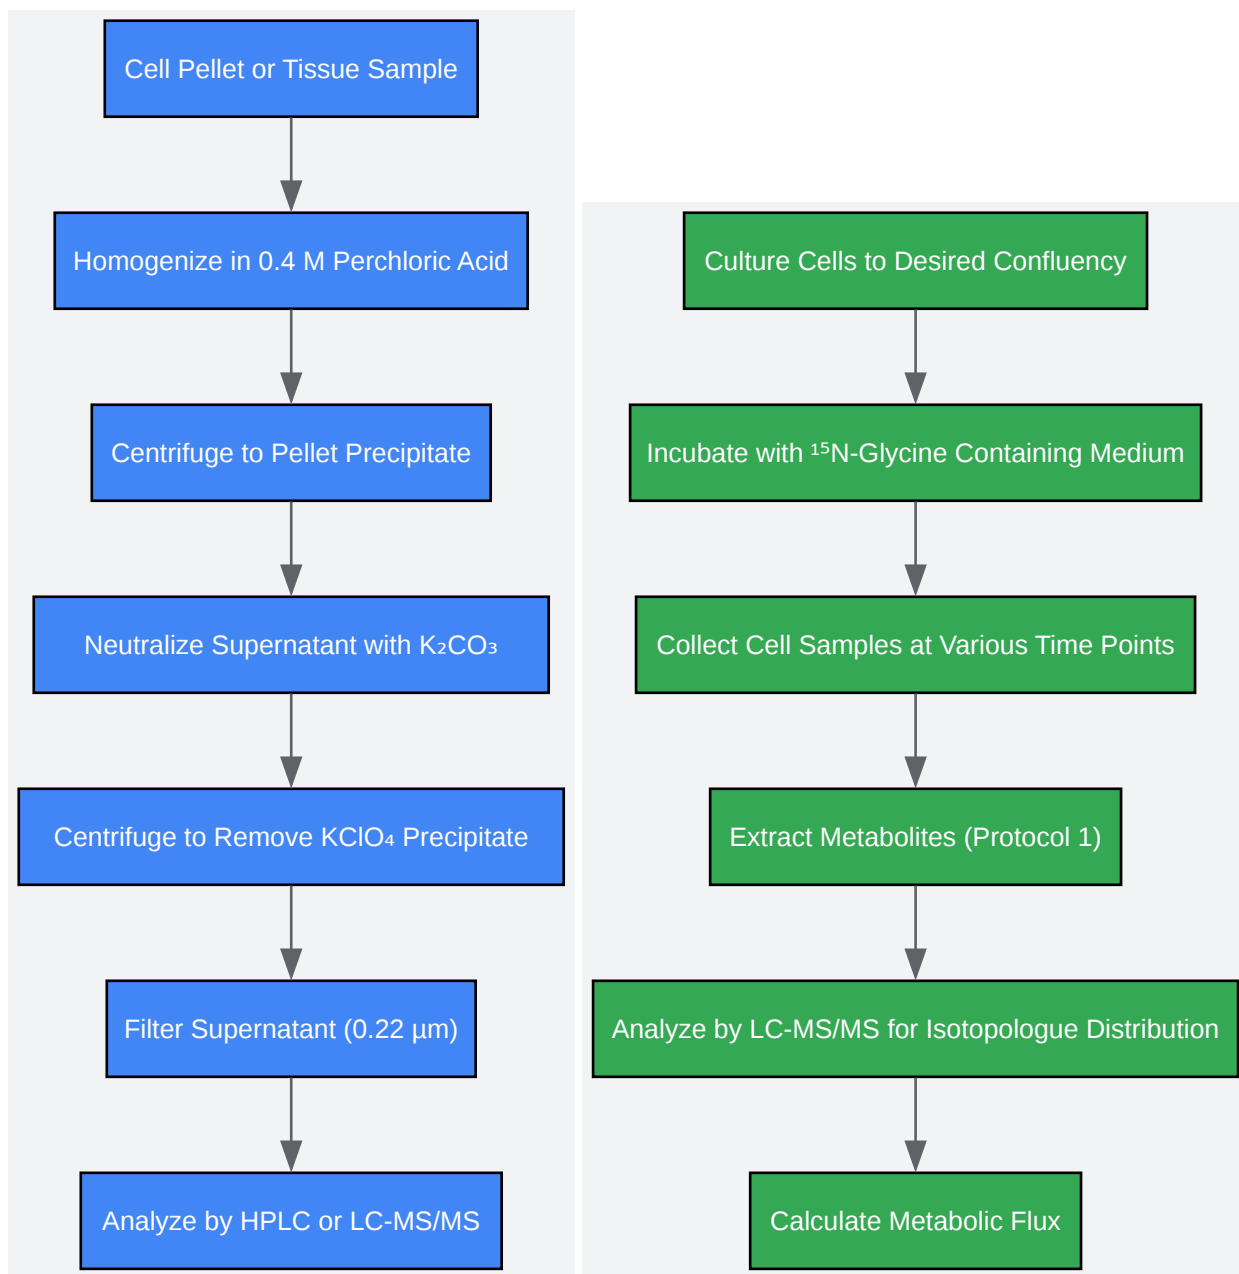 Cell Pellet or Tissue Sample
Homogenize in 0.4 M Perchloric Acid
Centrifuge to Pellet Precipitate
Neutralize Supernatant with K₂CO₃
Centrifuge to Remove KClO₄ Precipitate
Filter Supernatant (0.22 µm)
Analyze by HPLC or LC-MS/MS
Culture Cells to Desired Confluency
Incubate with ¹⁵N-Glycine Containing Medium
Collect Cell Samples at Various Time Points
Extract Metabolites (Protocol 1)
Analyze by LC-MS/MS for Isotopologue Distribution
Calculate Metabolic Flux